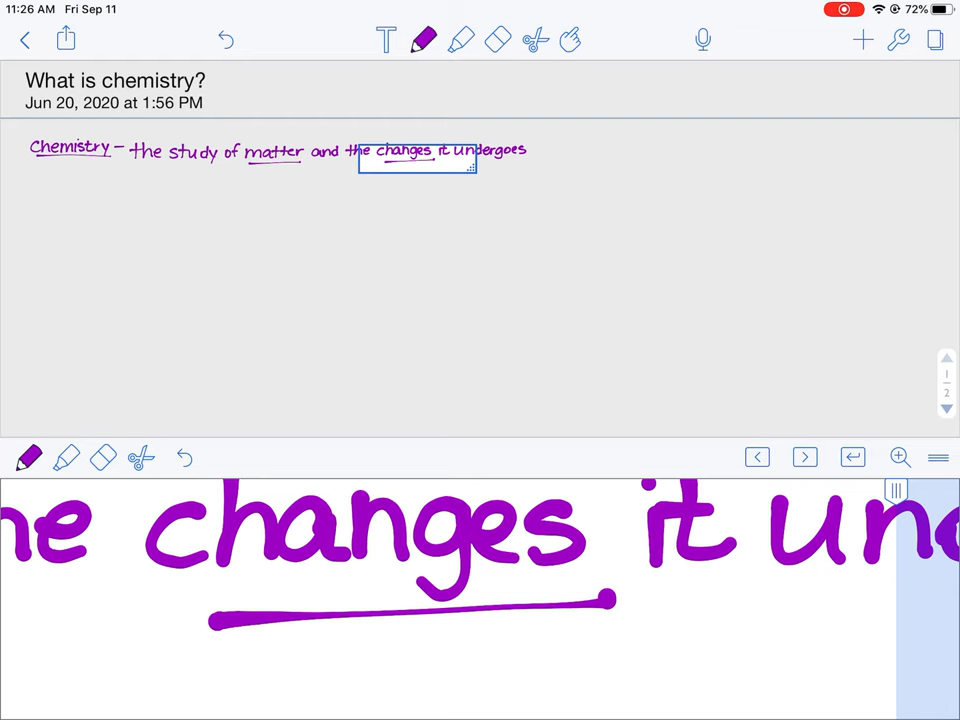 11:26 AM Fri Sep 11
72%
T
What is chemistry?
Jun 20, 2020 at 1:56 PM
Chemistry – the study of matter and the changes it undergoes
1
2
he changes it und